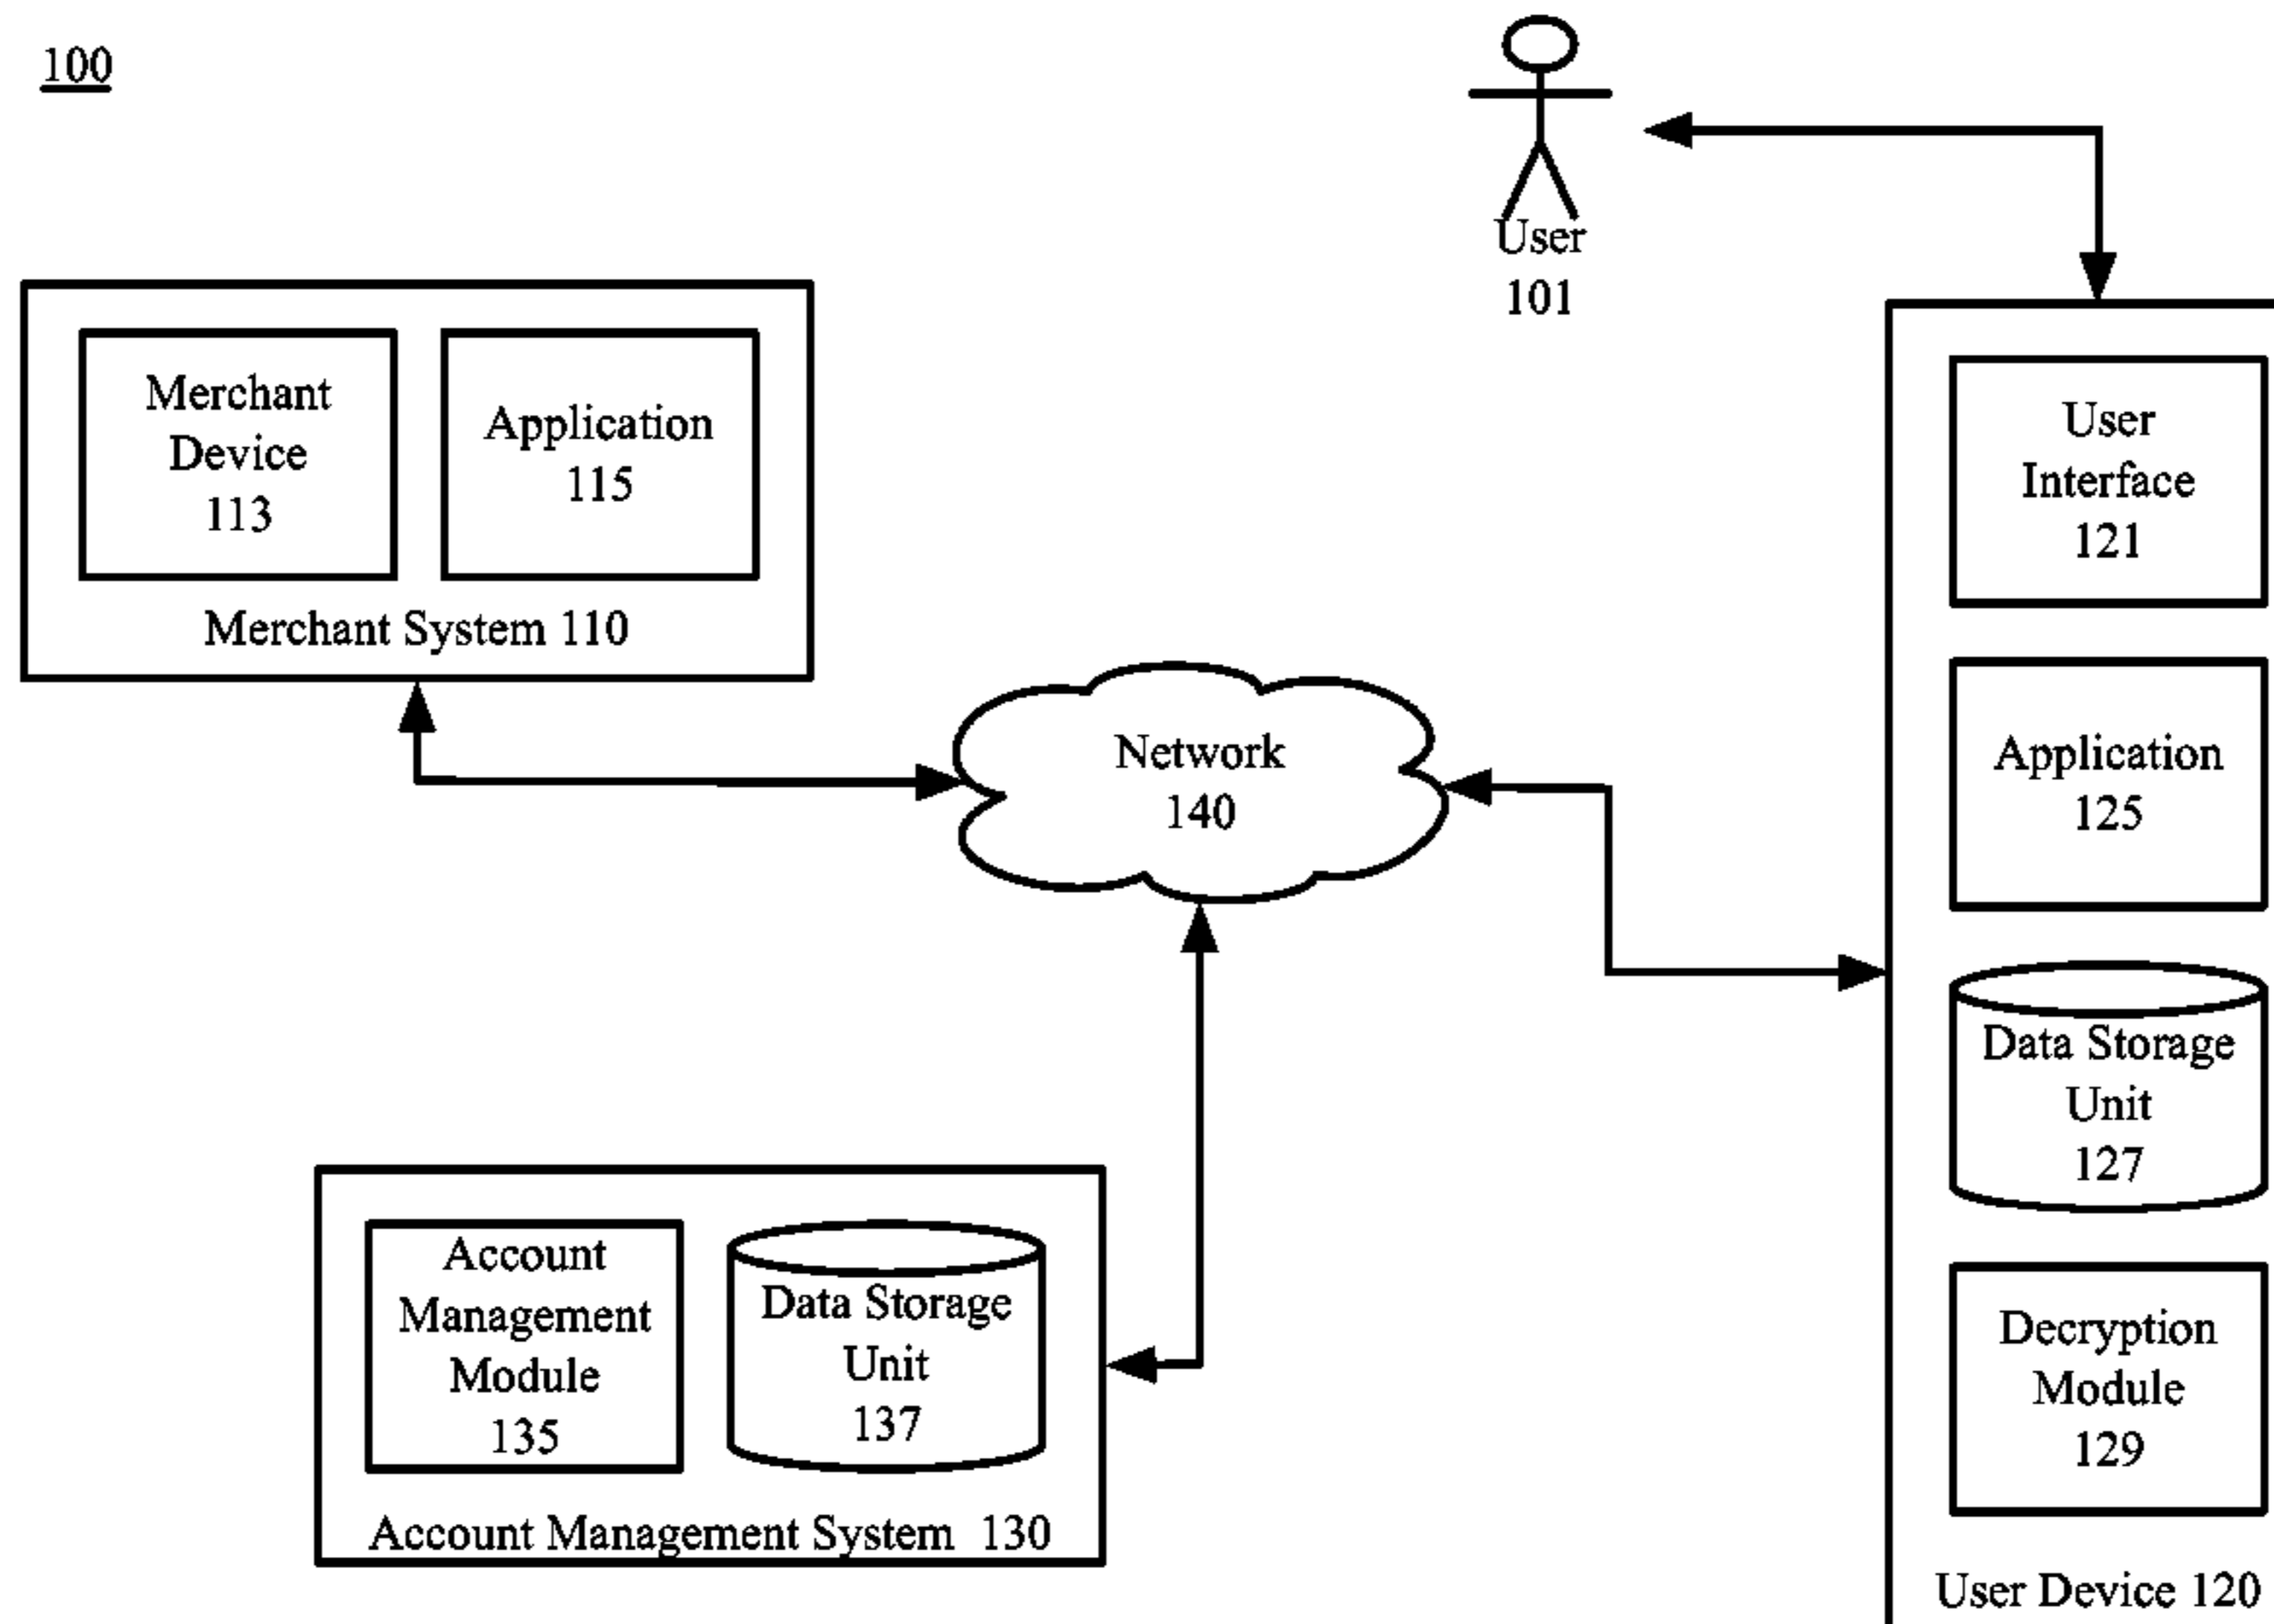 100
User
101
Merchant
Device
113
Application
115
Merchant System 110
User
Interface
121
Application
125
Data Storage
Unit
127
Decryption
Module
129
User Device 120
Network
140
Account
Management
Module
135
Data Storage
Unit
137
Account Management System 130